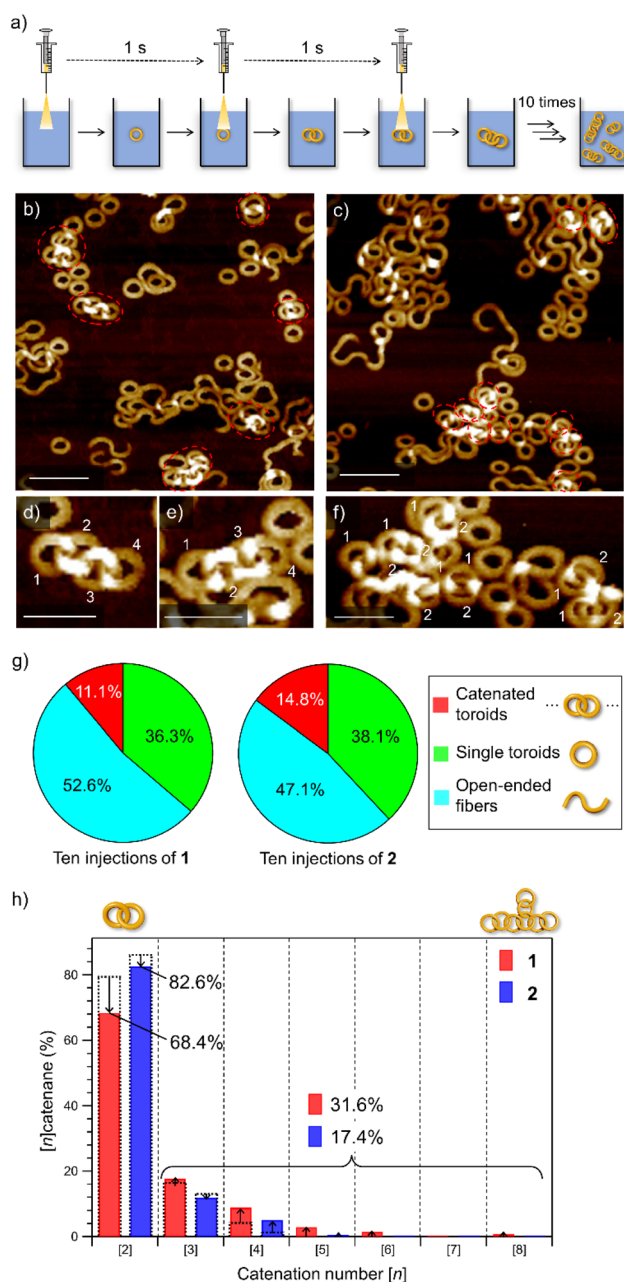 a)
1 s
1 s
10 times
b)
c)
d)
2
4
1
3
e)
3
1
4
2
f)
1
1
2
1
2
2
1
2
1
2
2
1
1
g)
11.1%
36.3%
52.6%
Ten injections of 1
14.8%
38.1%
47.1%
Ten injections of 2
Catenated
toroids
... ...
Single toroids
Open-ended
fibers
h)
1
2
82.6%
68.4%
31.6%
17.4%
80
60
40
20
0
[n]catenane (%)
[2] [3] [4] [5] [6] [7] [8]
Catenation number [n]